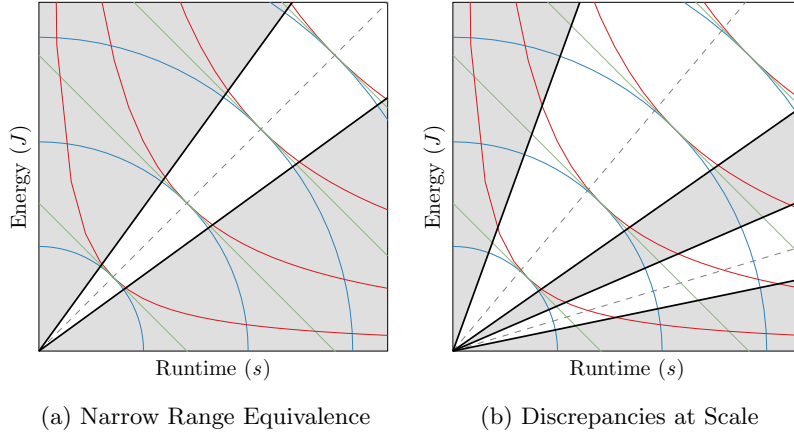 Energy (J)
Runtime (s)
(a) Narrow Range Equivalence
Energy (J)
Runtime (s)
(b) Discrepancies at Scale